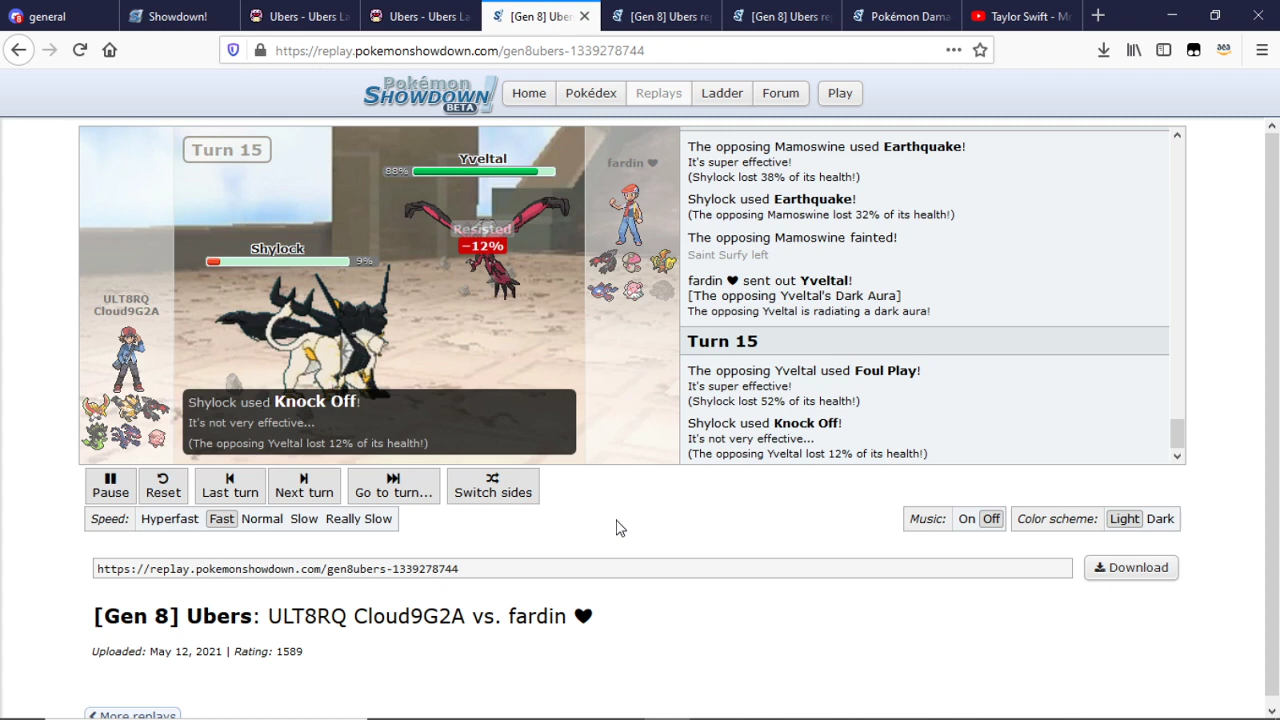 general
Showdown!
Ubers - Ubers La
Ubers - Ubers La
[Gen 8] Uber
[Gen 8] Ubers re
[Gen 8] Ubers re
Pokémon Dama
Taylor Swift - Mr
https://replay.pokemonshowdown.com/gen8ubers-1339278744
Pokémon
SHOWDOWN!
BETA
Home
Pokédex
Replays
Ladder
Forum
Play
Turn 15
Yveltal
88%
Resisted
−12%
Shylock
9%
fardin ♥
ULT8RQ
Cloud9G2A
Shylock used Knock Off!
It's not very effective...
(The opposing Yveltal lost 12% of its health!)
The opposing Mamoswine used Earthquake!
It's super effective!
(Shylock lost 38% of its health!)
Shylock used Earthquake!
(The opposing Mamoswine lost 32% of its health!)
The opposing Mamoswine fainted!
Saint Surfy left
fardin ♥ sent out Yveltal!
[The opposing Yveltal's Dark Aura]
The opposing Yveltal is radiating a dark aura!
Turn 15
The opposing Yveltal used Foul Play!
It's super effective!
(Shylock lost 52% of its health!)
Shylock used Knock Off!
It's not very effective...
(The opposing Yveltal lost 12% of its health!)
Pause
Reset
Last turn
Next turn
Go to turn...
Switch sides
Speed: Hyperfast Fast Normal Slow Really Slow
Music: On Off
Color scheme: Light Dark
https://replay.pokemonshowdown.com/gen8ubers-1339278744
Download
[Gen 8] Ubers: ULT8RQ Cloud9G2A vs. fardin ♥
Uploaded: May 12, 2021 | Rating: 1589
More replays